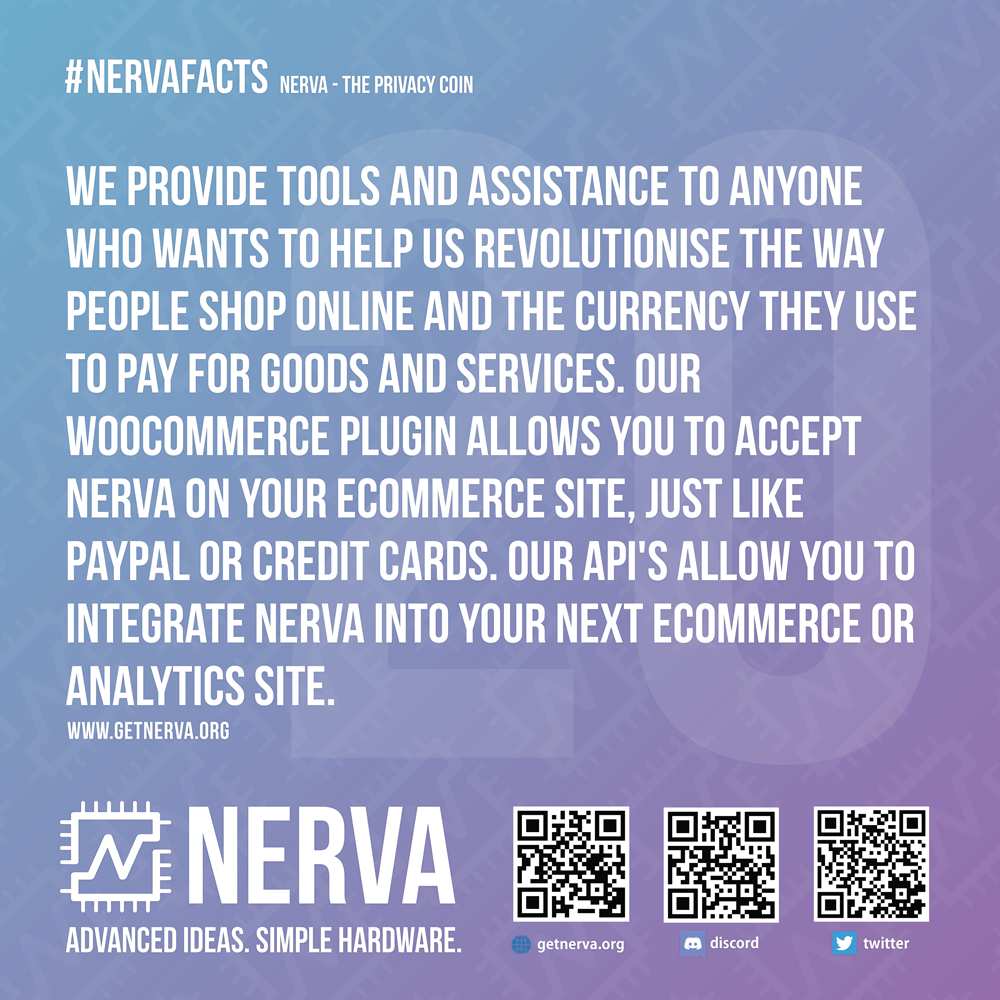 #NERVAFACTS NERVA - THE PRIVACY COIN
20
WE PROVIDE TOOLS AND ASSISTANCE TO ANYONE
WHO WANTS TO HELP US REVOLUTIONISE THE WAY
PEOPLE SHOP ONLINE AND THE CURRENCY THEY USE
TO PAY FOR GOODS AND SERVICES. OUR
WOOCOMMERCE PLUGIN ALLOWS YOU TO ACCEPT
NERVA ON YOUR ECOMMERCE SITE, JUST LIKE
PAYPAL OR CREDIT CARDS. OUR API'S ALLOW YOU TO
INTEGRATE NERVA INTO YOUR NEXT ECOMMERCE OR
ANALYTICS SITE.
WWW.GETNERVA.ORG
NERVA
ADVANCED IDEAS. SIMPLE HARDWARE.
getnerva.org
discord
twitter